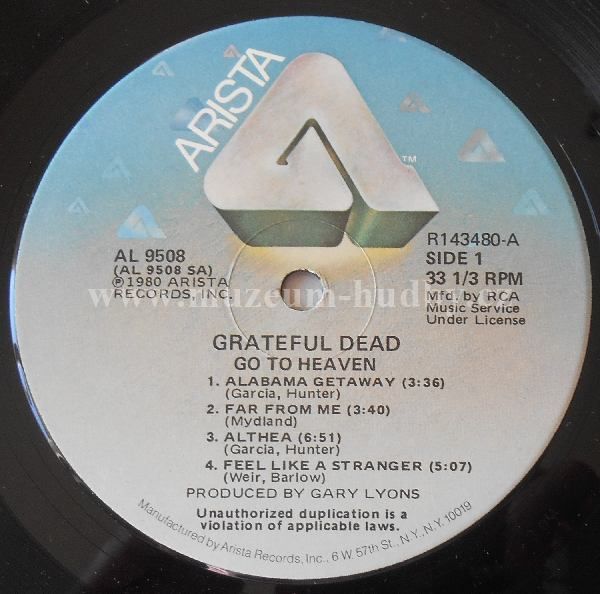 ARISTA
TM
AL 9508
(AL 9508 SA)
℗1980 ARISTA
RECORDS, INC.
R143480-A
SIDE 1
33 1/3 RPM
Mfd. by RCA
Music Service
Under License
GRATEFUL DEAD
GO TO HEAVEN
1. ALABAMA GETAWAY (3:36)
(Garcia, Hunter)
2. FAR FROM ME (3:40)
(Mydland)
3. ALTHEA (6:51)
(Garcia, Hunter)
4. FEEL LIKE A STRANGER (5:07)
(Weir, Barlow)
PRODUCED BY GARY LYONS
Unauthorized duplication is a
violation of applicable laws.
Manufactured by Arista Records, Inc., 6 W. 57th St., N.Y., N.Y. 10019